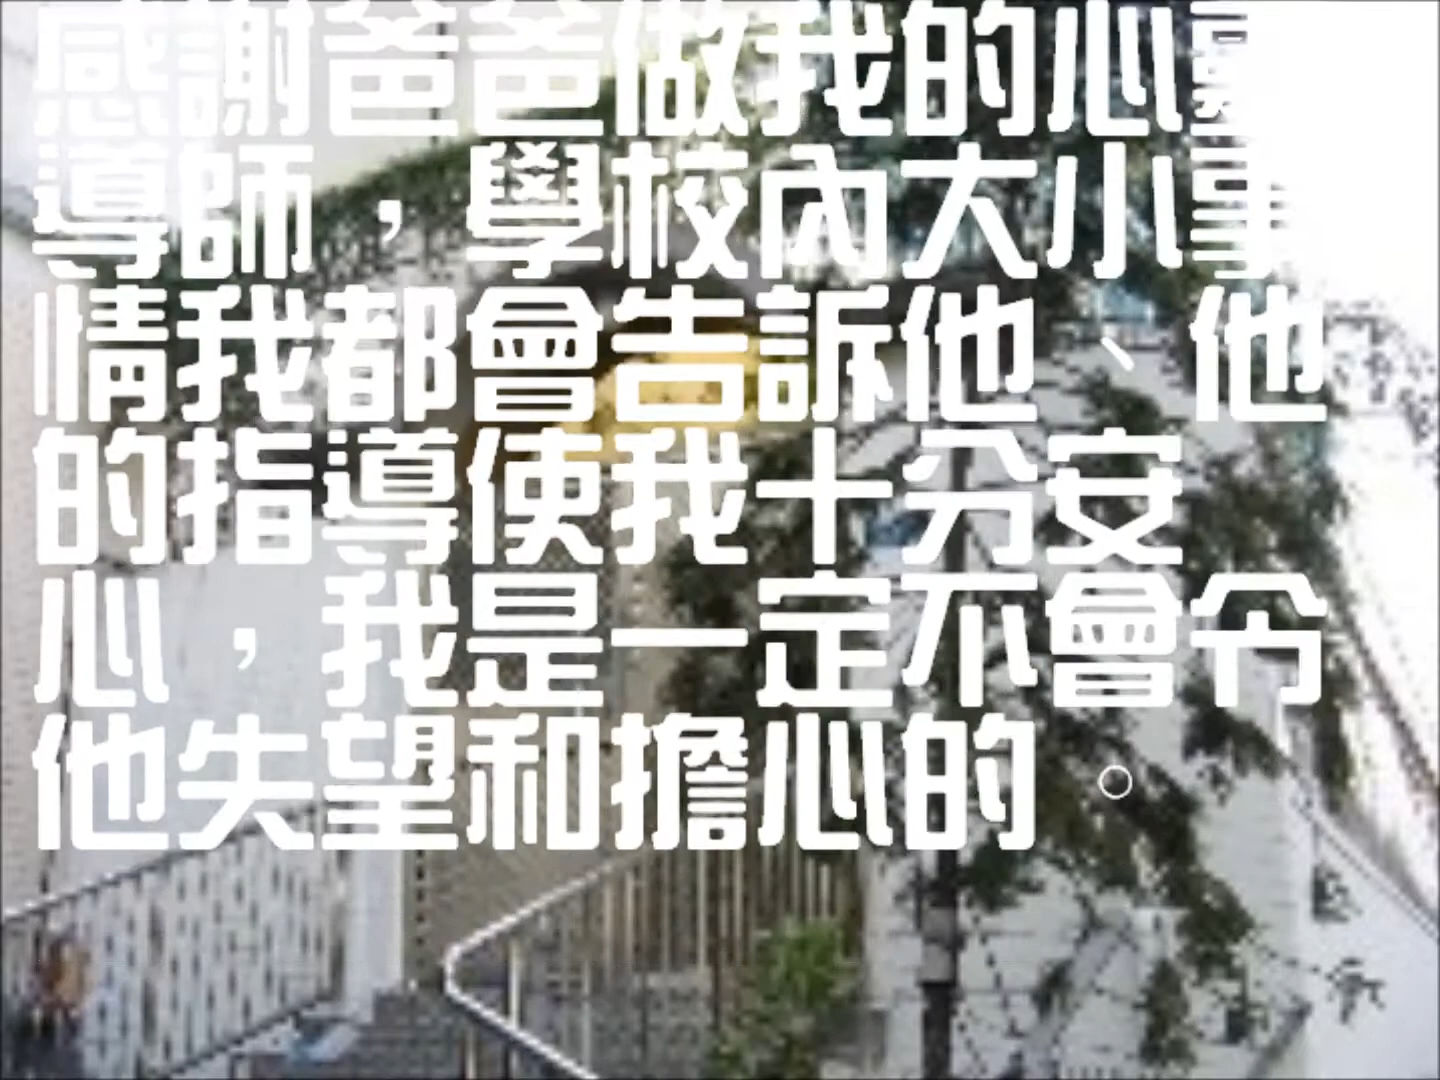 感謝爸爸做我的心靈
導師，學校內大小事
情我都會告訴他、他
的指導使我十分安
心，我是一定不會令
他失望和擔心的。